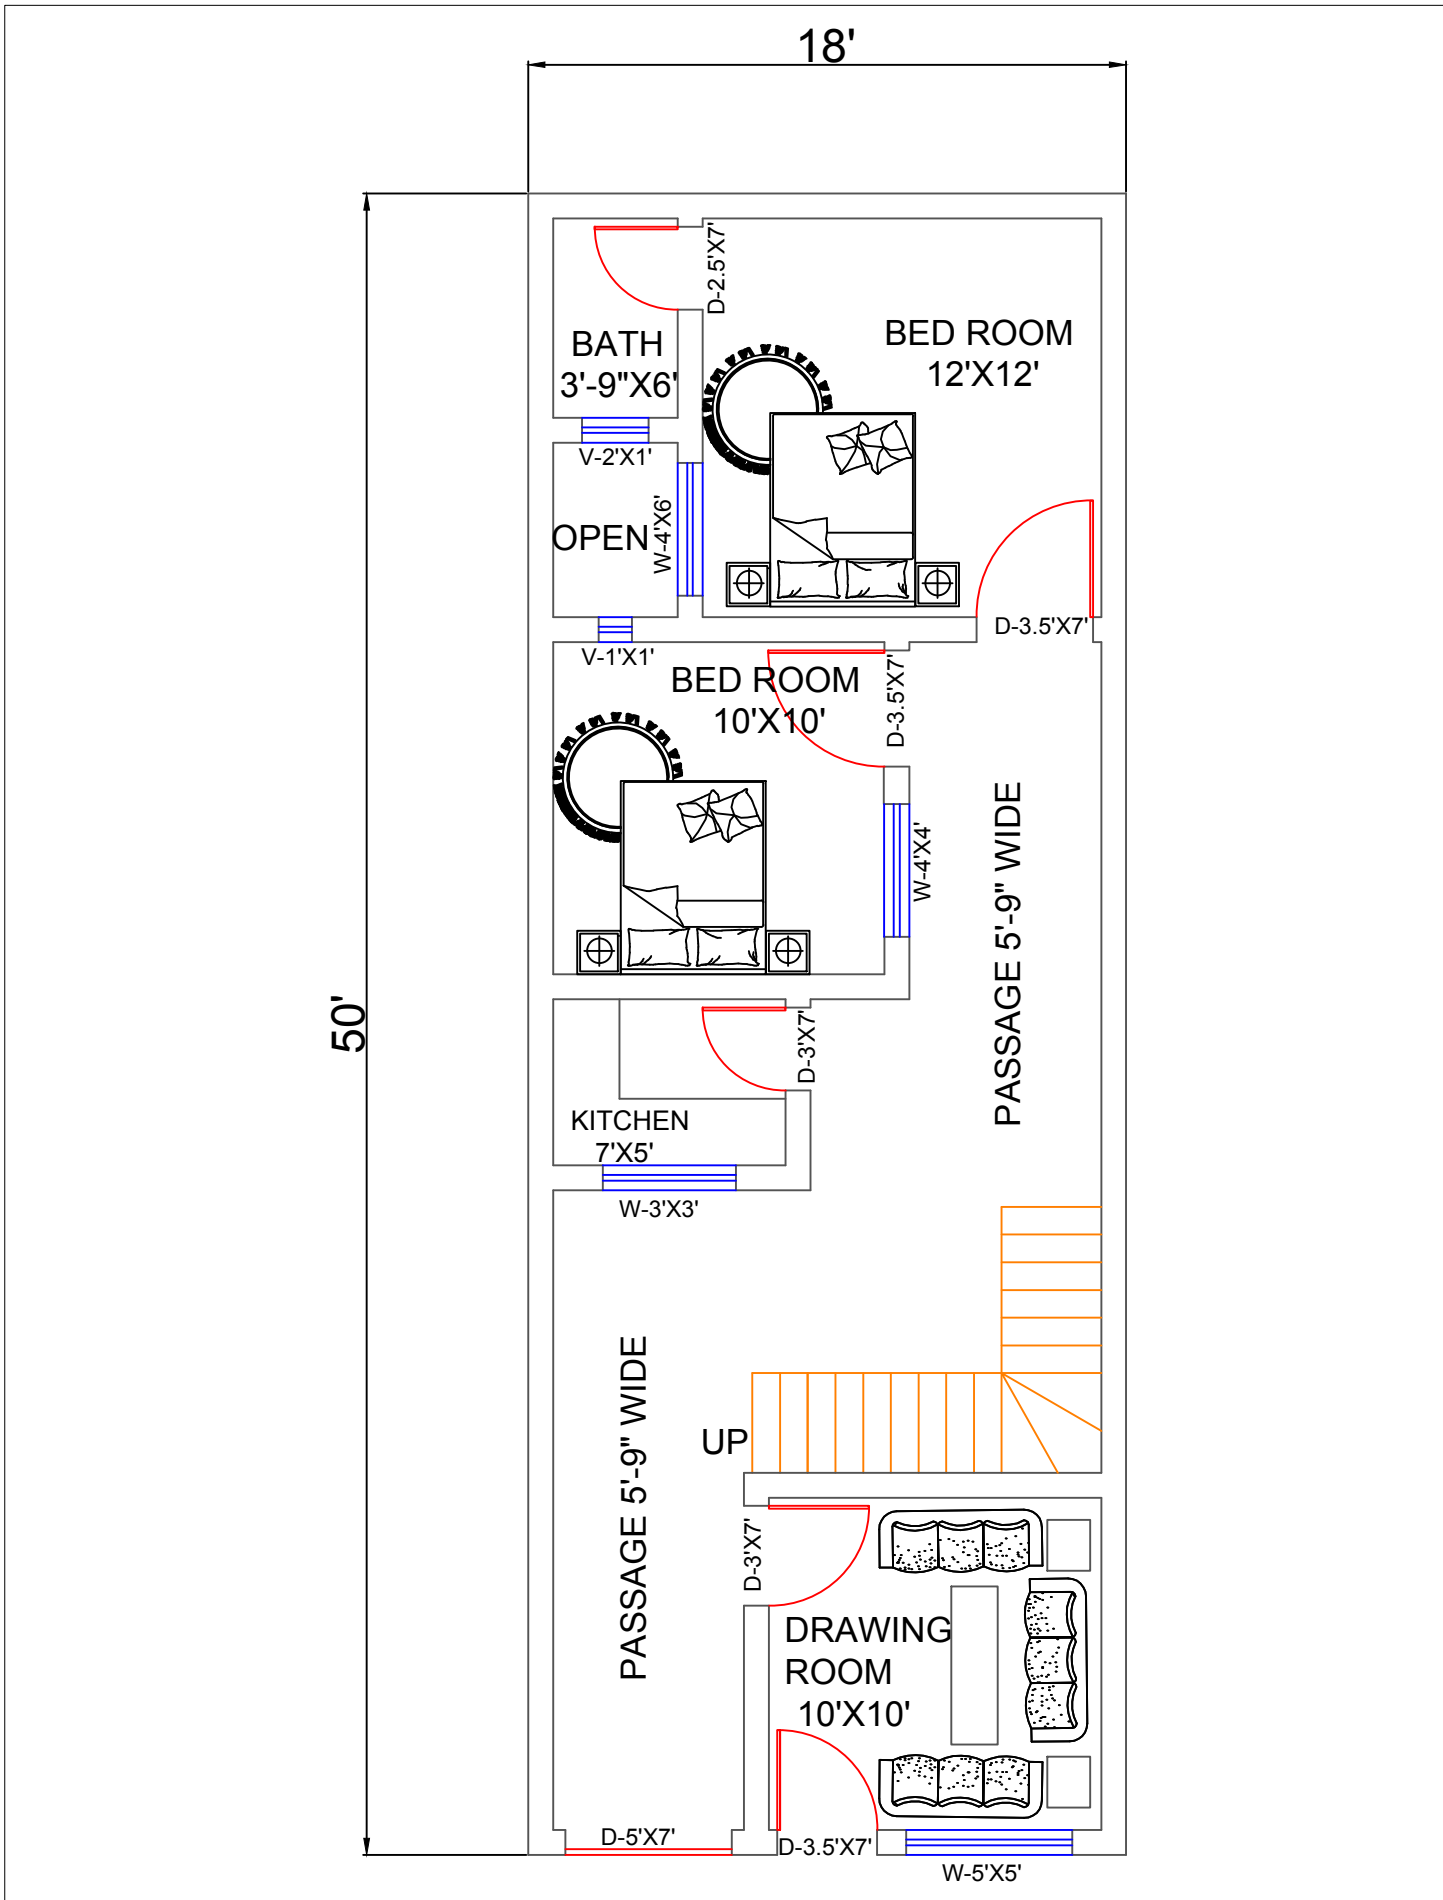 18'
D-2.5'X7'
BATH
3'-9"X6'
BED ROOM
12'X12'
V-2'X1'
OPEN
W-4'X6'
D-3.5'X7'
V-1'X1'
BED ROOM
10'X10'
D-3.5'X7'
W-4'X4'
PASSAGE 5'-9" WIDE
50'
D-3'X7'
KITCHEN
7'X5'
W-3'X3'
PASSAGE 5'-9" WIDE
UP
D-3'X7'
DRAWING
ROOM
10'X10'
D-5'X7'
D-3.5'X7'
W-5'X5'